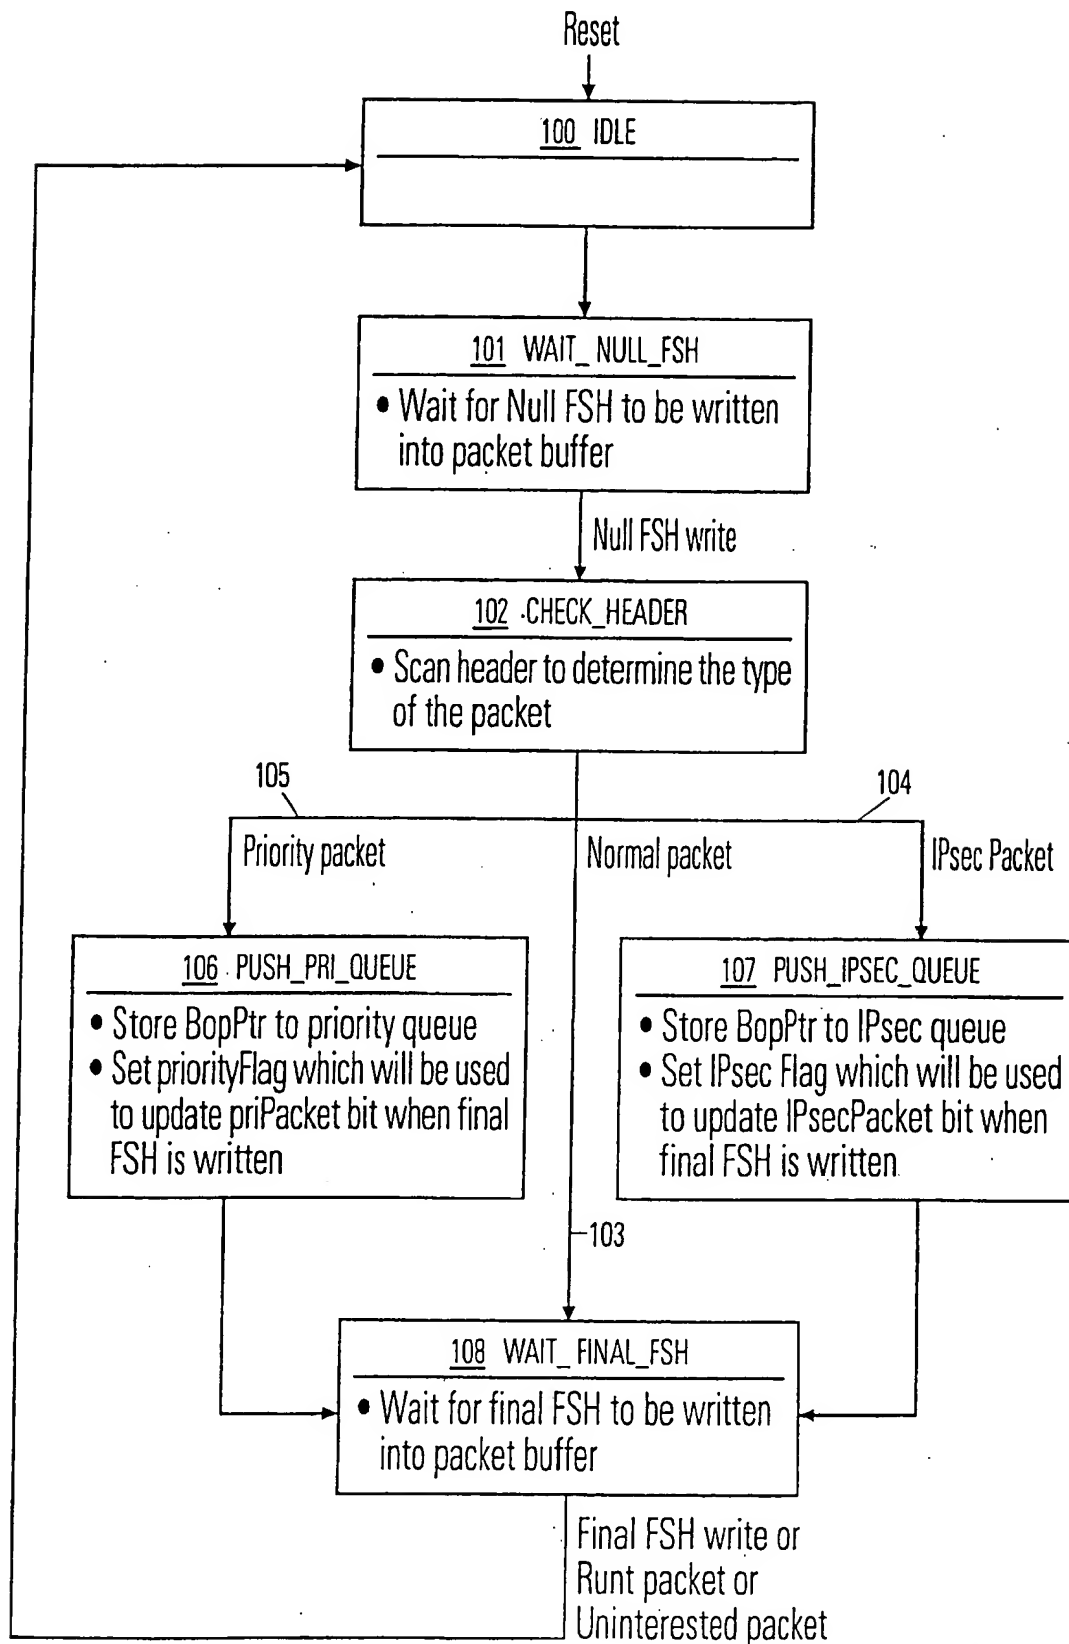 Reset
100 IDLE
101 WAIT_NULL_FSH
• Wait for Null FSH to be written
into packet buffer
Null FSH write
102 CHECK_HEADER
• Scan header to determine the type
of the packet
105
104
Priority packet
Normal packet
IPsec Packet
106 PUSH_PRI_QUEUE
• Store BopPtr to priority queue
• Set priorityFlag which will be used
to update priPacket bit when final
FSH is written
107 PUSH_IPSEC_QUEUE
• Store BopPtr to IPsec queue
• Set IPsec Flag which will be used
to update IPsecPacket bit when
final FSH is written
103
108 WAIT_FINAL_FSH
• Wait for final FSH to be written
into packet buffer
Final FSH write or
Runt packet or
Uninterested packet